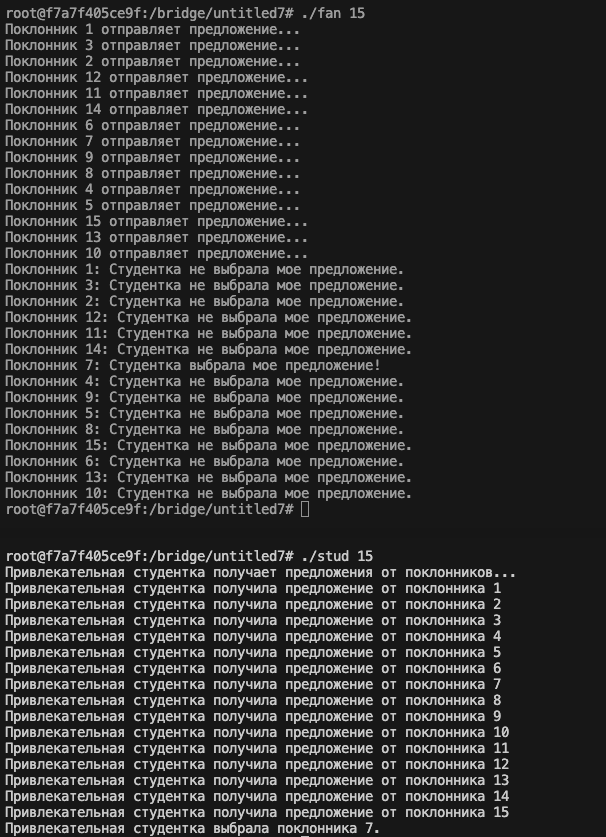 root@f7a7f405ce9f:/bridge/untitled7# ./fan 15
Поклонник 1 отправляет предложение...
Поклонник 3 отправляет предложение...
Поклонник 2 отправляет предложение...
Поклонник 12 отправляет предложение...
Поклонник 11 отправляет предложение...
Поклонник 14 отправляет предложение...
Поклонник 6 отправляет предложение...
Поклонник 7 отправляет предложение...
Поклонник 9 отправляет предложение...
Поклонник 8 отправляет предложение...
Поклонник 4 отправляет предложение...
Поклонник 5 отправляет предложение...
Поклонник 15 отправляет предложение...
Поклонник 13 отправляет предложение...
Поклонник 10 отправляет предложение...
Поклонник 1: Студентка не выбрала мое предложение.
Поклонник 3: Студентка не выбрала мое предложение.
Поклонник 2: Студентка не выбрала мое предложение.
Поклонник 12: Студентка не выбрала мое предложение.
Поклонник 11: Студентка не выбрала мое предложение.
Поклонник 14: Студентка не выбрала мое предложение.
Поклонник 7: Студентка выбрала мое предложение!
Поклонник 4: Студентка не выбрала мое предложение.
Поклонник 9: Студентка не выбрала мое предложение.
Поклонник 5: Студентка не выбрала мое предложение.
Поклонник 8: Студентка не выбрала мое предложение.
Поклонник 15: Студентка не выбрала мое предложение.
Поклонник 6: Студентка не выбрала мое предложение.
Поклонник 13: Студентка не выбрала мое предложение.
Поклонник 10: Студентка не выбрала мое предложение.
root@f7a7f405ce9f:/bridge/untitled7#
root@f7a7f405ce9f:/bridge/untitled7# ./stud 15
Привлекательная студентка получает предложения от поклонников...
Привлекательная студентка получила предложение от поклонника 1
Привлекательная студентка получила предложение от поклонника 2
Привлекательная студентка получила предложение от поклонника 3
Привлекательная студентка получила предложение от поклонника 4
Привлекательная студентка получила предложение от поклонника 5
Привлекательная студентка получила предложение от поклонника 6
Привлекательная студентка получила предложение от поклонника 7
Привлекательная студентка получила предложение от поклонника 8
Привлекательная студентка получила предложение от поклонника 9
Привлекательная студентка получила предложение от поклонника 10
Привлекательная студентка получила предложение от поклонника 11
Привлекательная студентка получила предложение от поклонника 12
Привлекательная студентка получила предложение от поклонника 13
Привлекательная студентка получила предложение от поклонника 14
Привлекательная студентка получила предложение от поклонника 15
Привлекательная студентка выбрала поклонника 7.